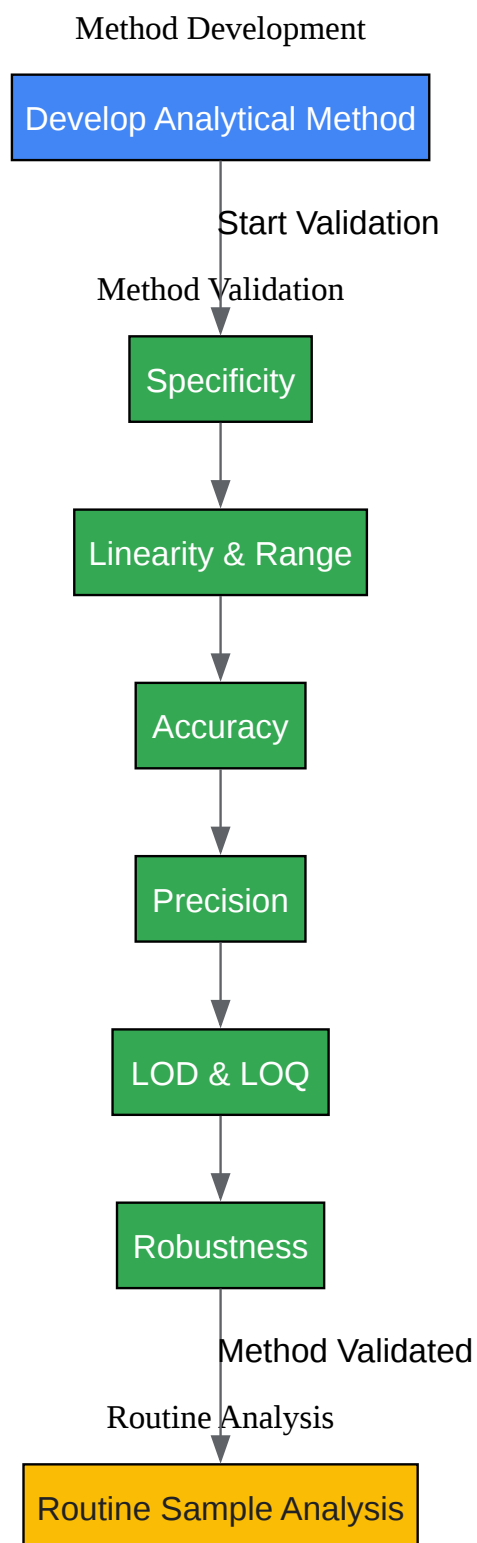 Method Development
Develop Analytical Method
Start Validation
Method Validation
Specificity
Linearity & Range
Accuracy
Precision
LOD & LOQ
Robustness
Method Validated
Routine Analysis
Routine Sample Analysis